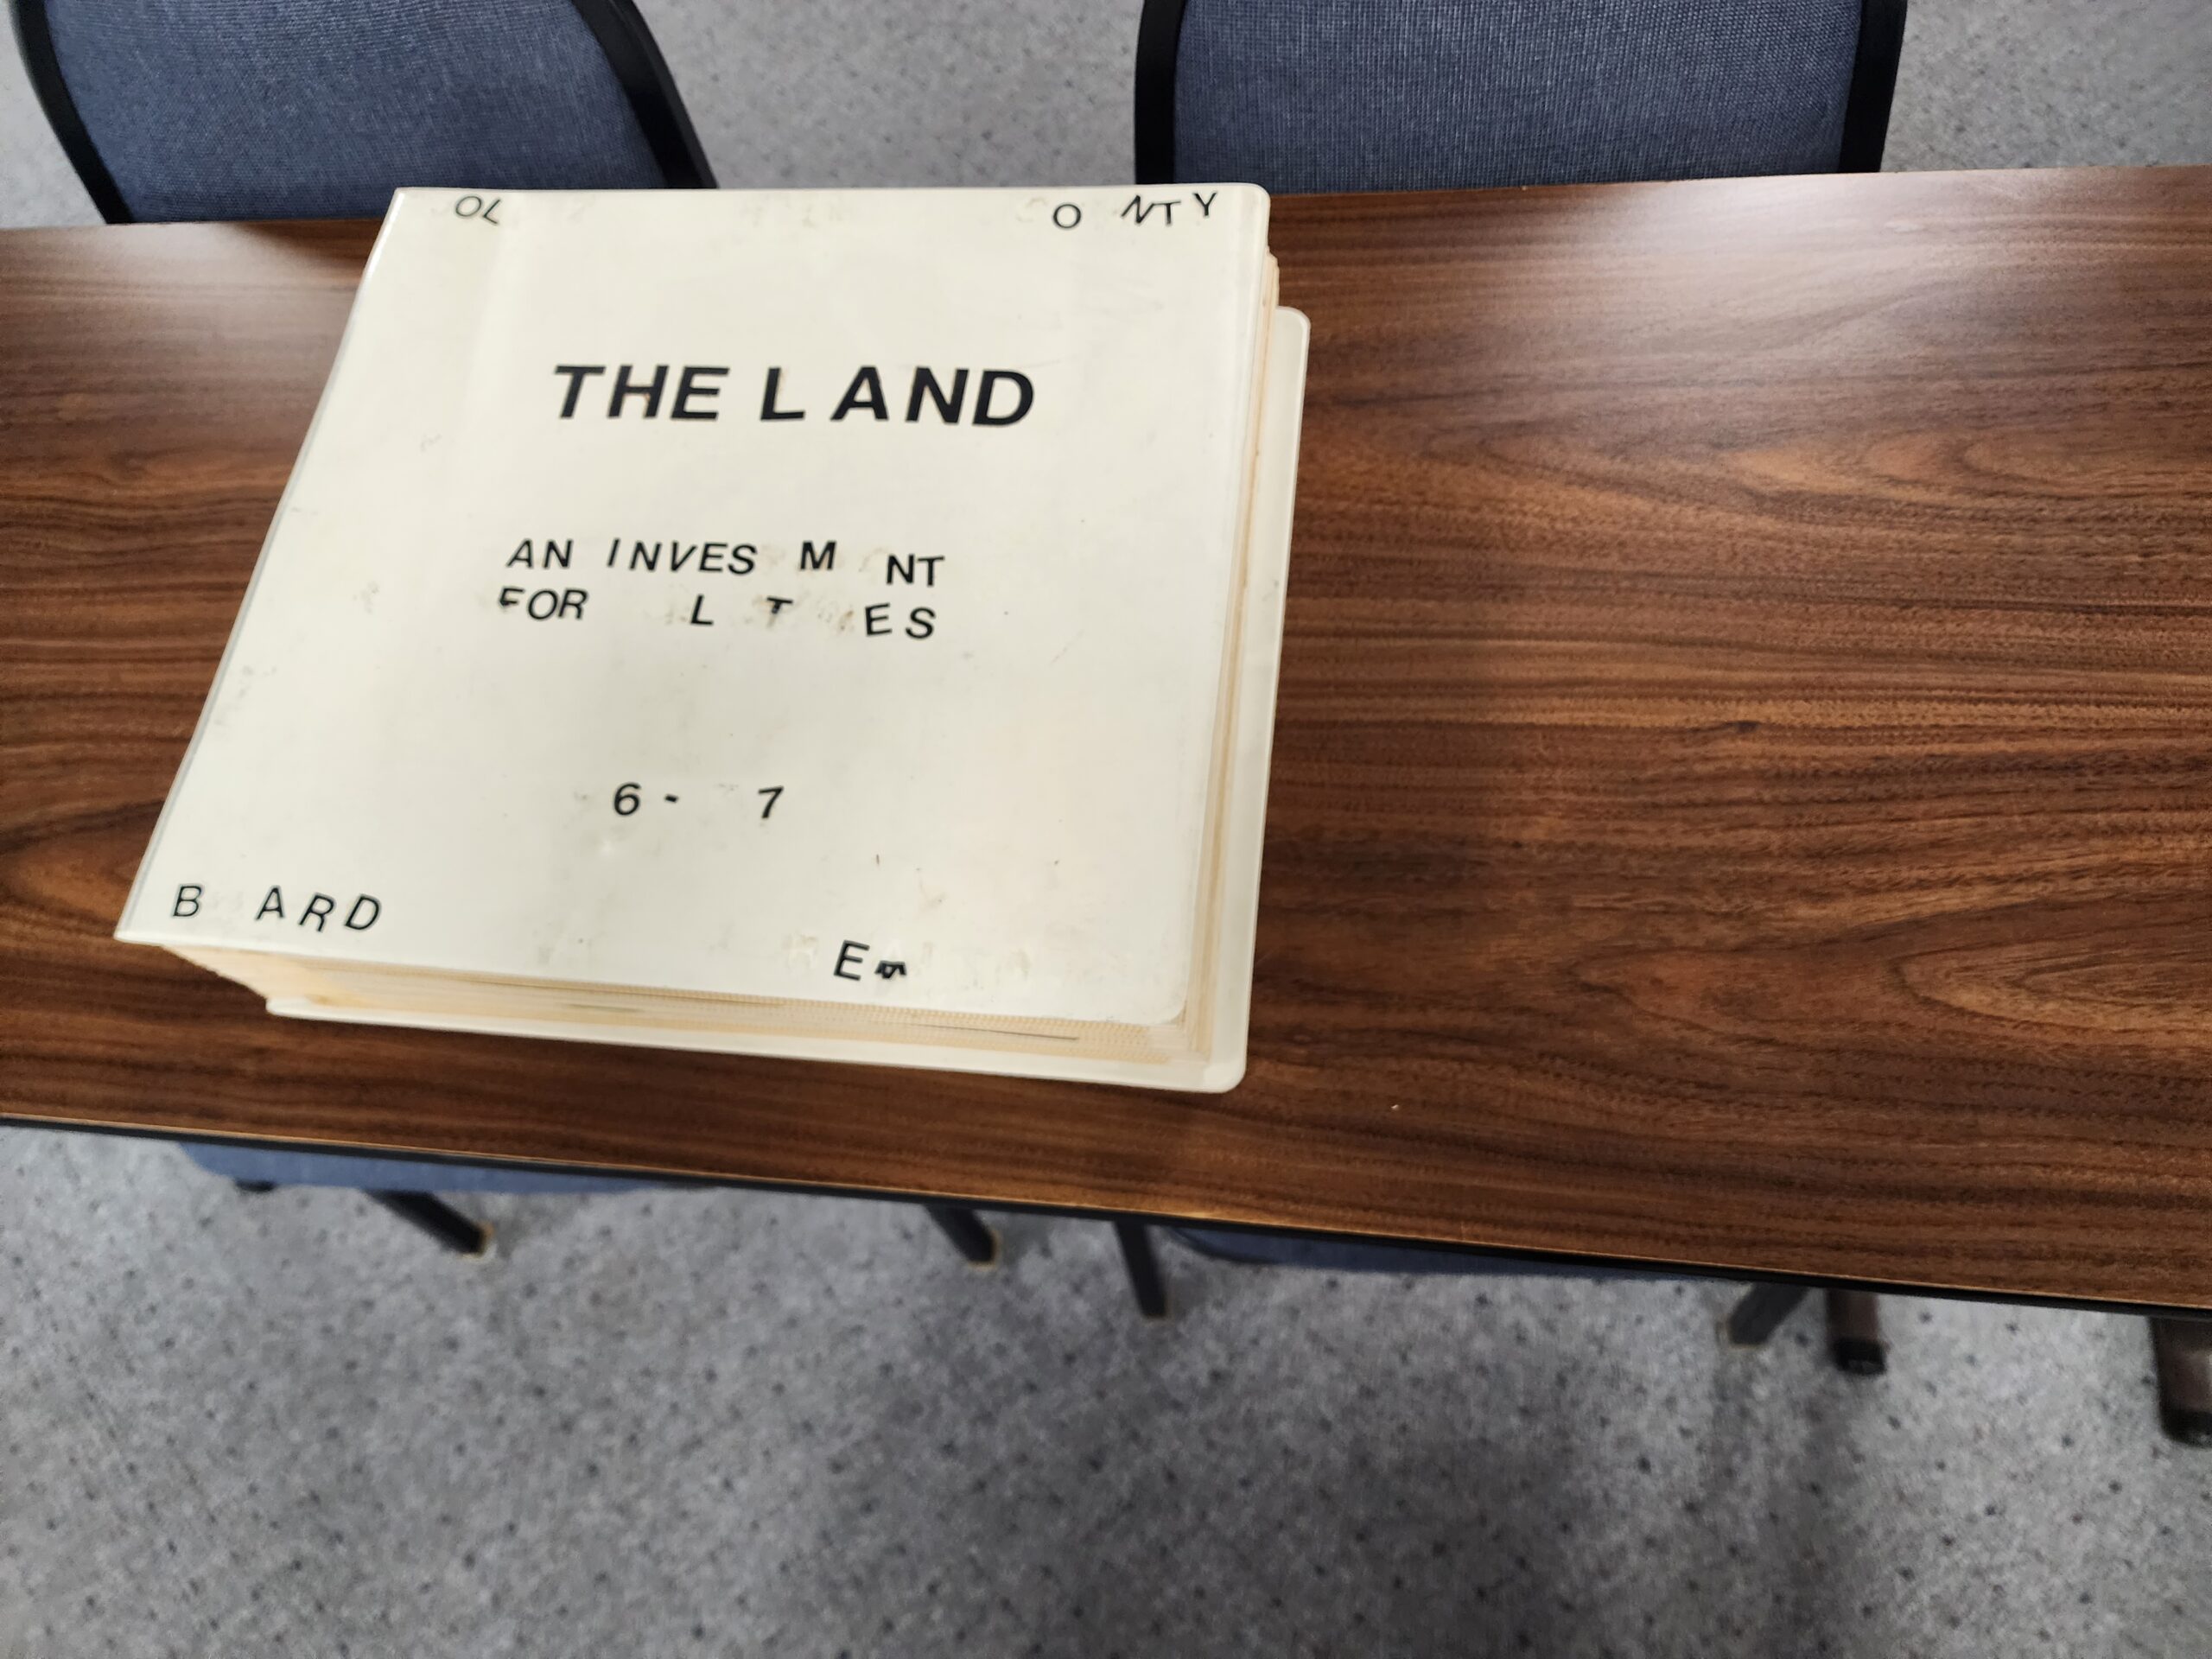 OL O NTY
THE LAND
AN INVES M NT
FOR L T ES
6- 7
B ARD
E